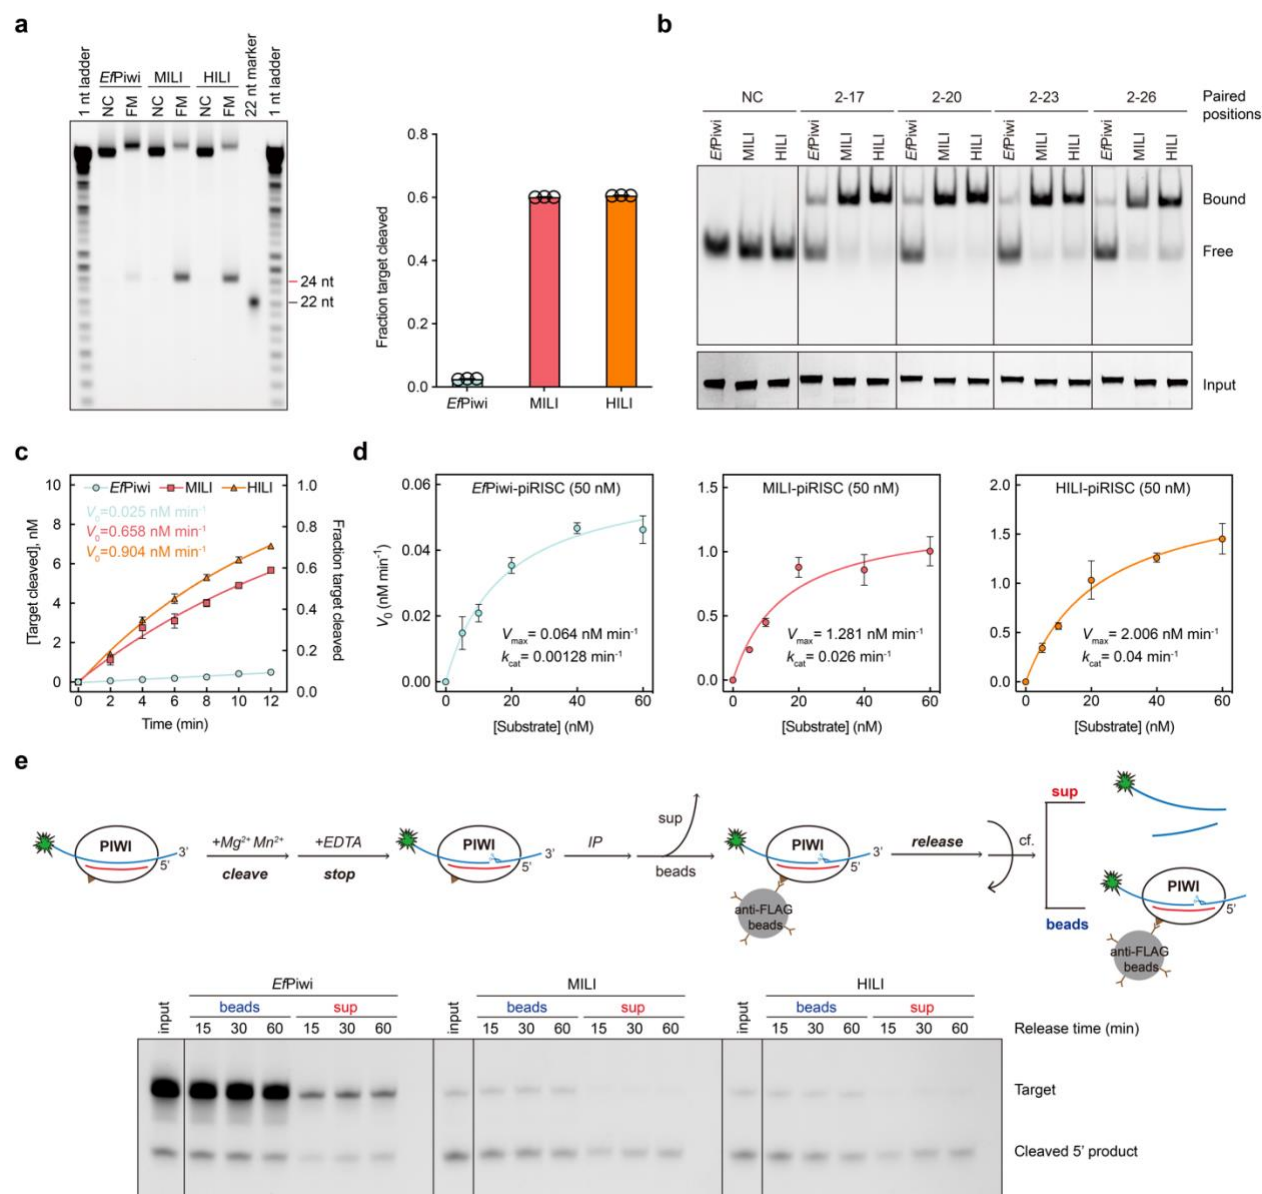 a
1 nt ladder
EfPiwi MILI HILI
NC FM NC FM NC FM
22 nt marker
1 nt ladder
24 nt
22 nt
Fraction target cleaved
0.8
0.6
0.4
0.2
0.0
EfPiwi MILI HILI
b
NC 2-17 2-20 2-23 2-26 Paired positions
EfPiwi MILI HILI EfPiwi MILI HILI EfPiwi MILI HILI EfPiwi MILI HILI EfPiwi MILI HILI
Bound
Free
Input
c
[Target cleaved], nM
10
8
6
4
2
0
EfPiwi MILI HILI
V₀=0.025 nM min⁻¹
V₀=0.658 nM min⁻¹
V₀=0.904 nM min⁻¹
1.0
0.8
0.6
0.4
0.2
0.0
Fraction target cleaved
0 2 4 6 8 10 12
Time (min)
d
V₀ (nM min⁻¹)
0.06
0.04
0.02
0.00
EfPiwi-piRISC (50 nM)
Vmax = 0.064 nM min⁻¹
kcat = 0.00128 min⁻¹
0 20 40 60
[Substrate] (nM)
1.5
1.0
0.5
0.0
MILI-piRISC (50 nM)
Vmax = 1.281 nM min⁻¹
kcat = 0.026 min⁻¹
0 20 40 60
[Substrate] (nM)
2.0
1.5
1.0
0.5
0.0
HILI-piRISC (50 nM)
Vmax = 2.006 nM min⁻¹
kcat = 0.04 min⁻¹
0 20 40 60
[Substrate] (nM)
e
PIWI 3' 5'
+Mg²⁺ Mn²⁺
cleave
+EDTA
stop
PIWI 3' 5'
IP
sup
beads
PIWI 3' 5'
anti-FLAG
beads
release
cf.
sup
beads
PIWI 5'
anti-FLAG
beads
EfPiwi MILI HILI
input beads sup input beads sup input beads sup
15 30 60 15 30 60 15 30 60 15 30 60 15 30 60 15 30 60 Release time (min)
Target
Cleaved 5' product